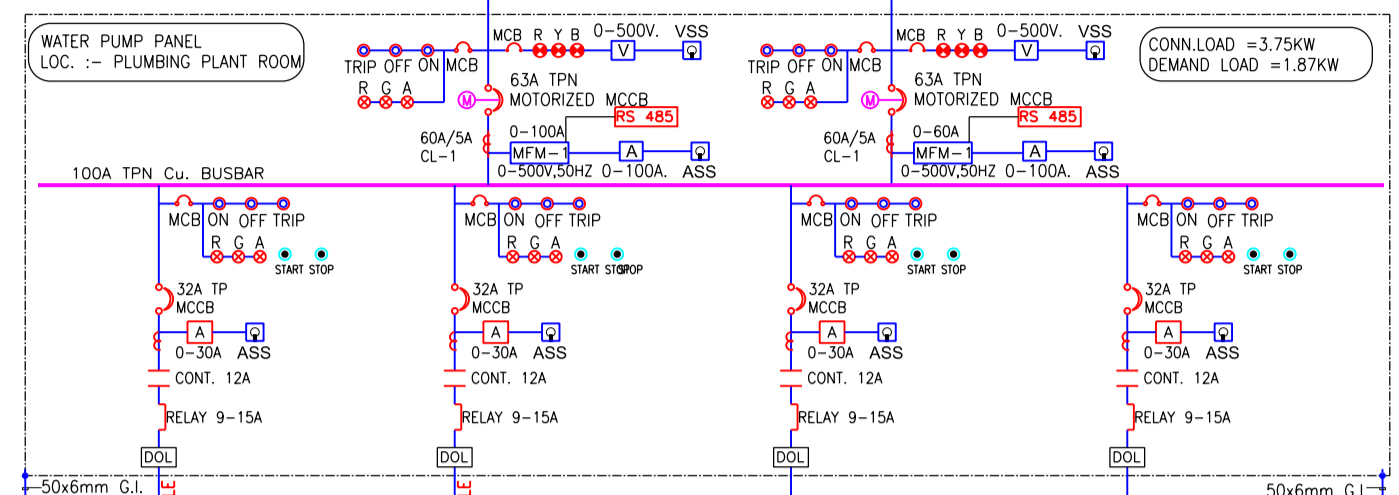 WATER PUMP PANEL
LOC. :- PLUMBING PLANT ROOM
TRIP OFF ON MCB
R G A
MCB R Y B 0-500V. VSS
V
63A TPN
MOTORIZED MCCB
M
RS 485
60A/5A
CL-1
0-100A
MFM-1
A
0-500V,50HZ 0-100A. ASS
TRIP OFF ON MCB
R G A
MCB R Y B 0-500V. VSS
V
63A TPN
MOTORIZED MCCB
M
RS 485
60A/5A
CL-1
0-60A
MFM-1
A
0-500V,50HZ 0-100A. ASS
CONN.LOAD =3.75KW
DEMAND LOAD =1.87KW
100A TPN Cu. BUSBAR
MCB ON OFF TRIP
R G A
START STOP
32A TP
MCCB
A
0-30A ASS
CONT. 12A
RELAY 9-15A
DOL
MCB ON OFF TRIP
R G A
START STOP
32A TP
MCCB
A
0-30A ASS
CONT. 12A
RELAY 9-15A
DOL
MCB ON OFF TRIP
R G A
START STOP
32A TP
MCCB
A
0-30A ASS
CONT. 12A
RELAY 9-15A
DOL
MCB ON OFF TRIP
R G A
START STOP
32A TP
MCCB
A
0-30A ASS
CONT. 12A
RELAY 9-15A
DOL
50x6mm G.I.
LE
LE
50x6mm G.I